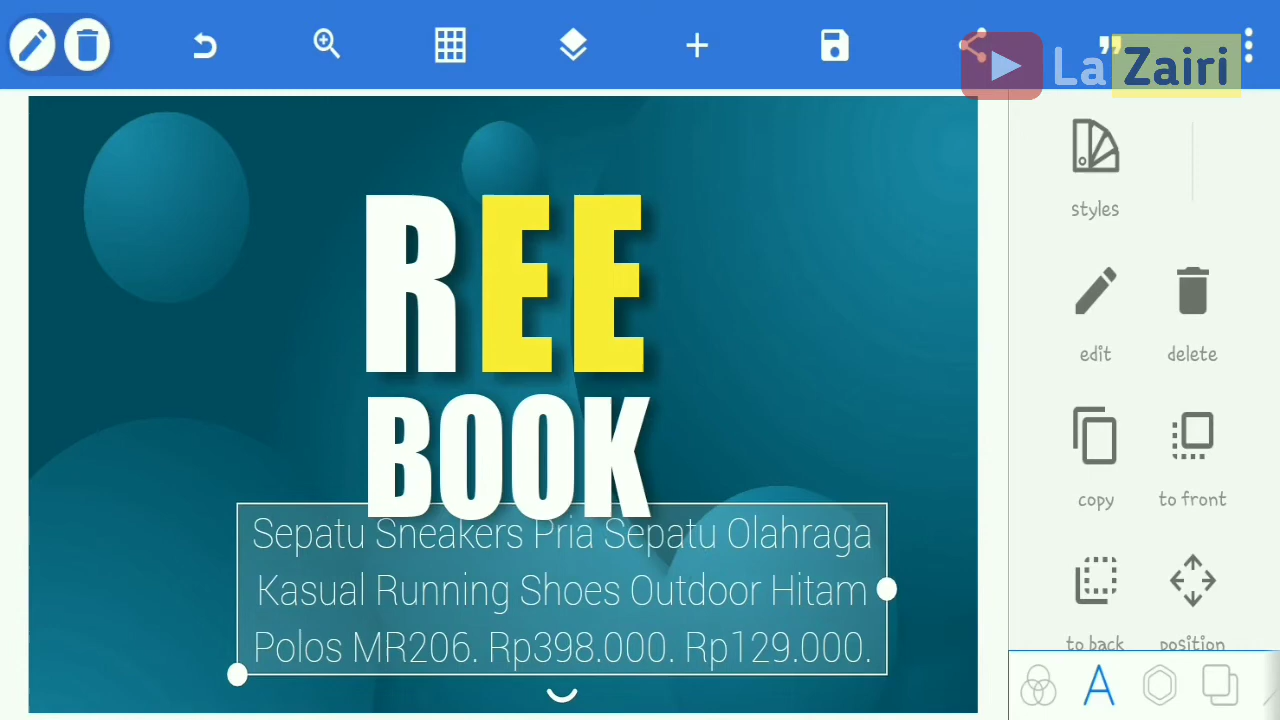 La Zairi
styles
edit
delete
copy
to front
to back
position
REE
BOOK
Sepatu Sneakers Pria Sepatu Olahraga
Kasual Running Shoes Outdoor Hitam
Polos MR206. Rp398.000. Rp129.000.
A